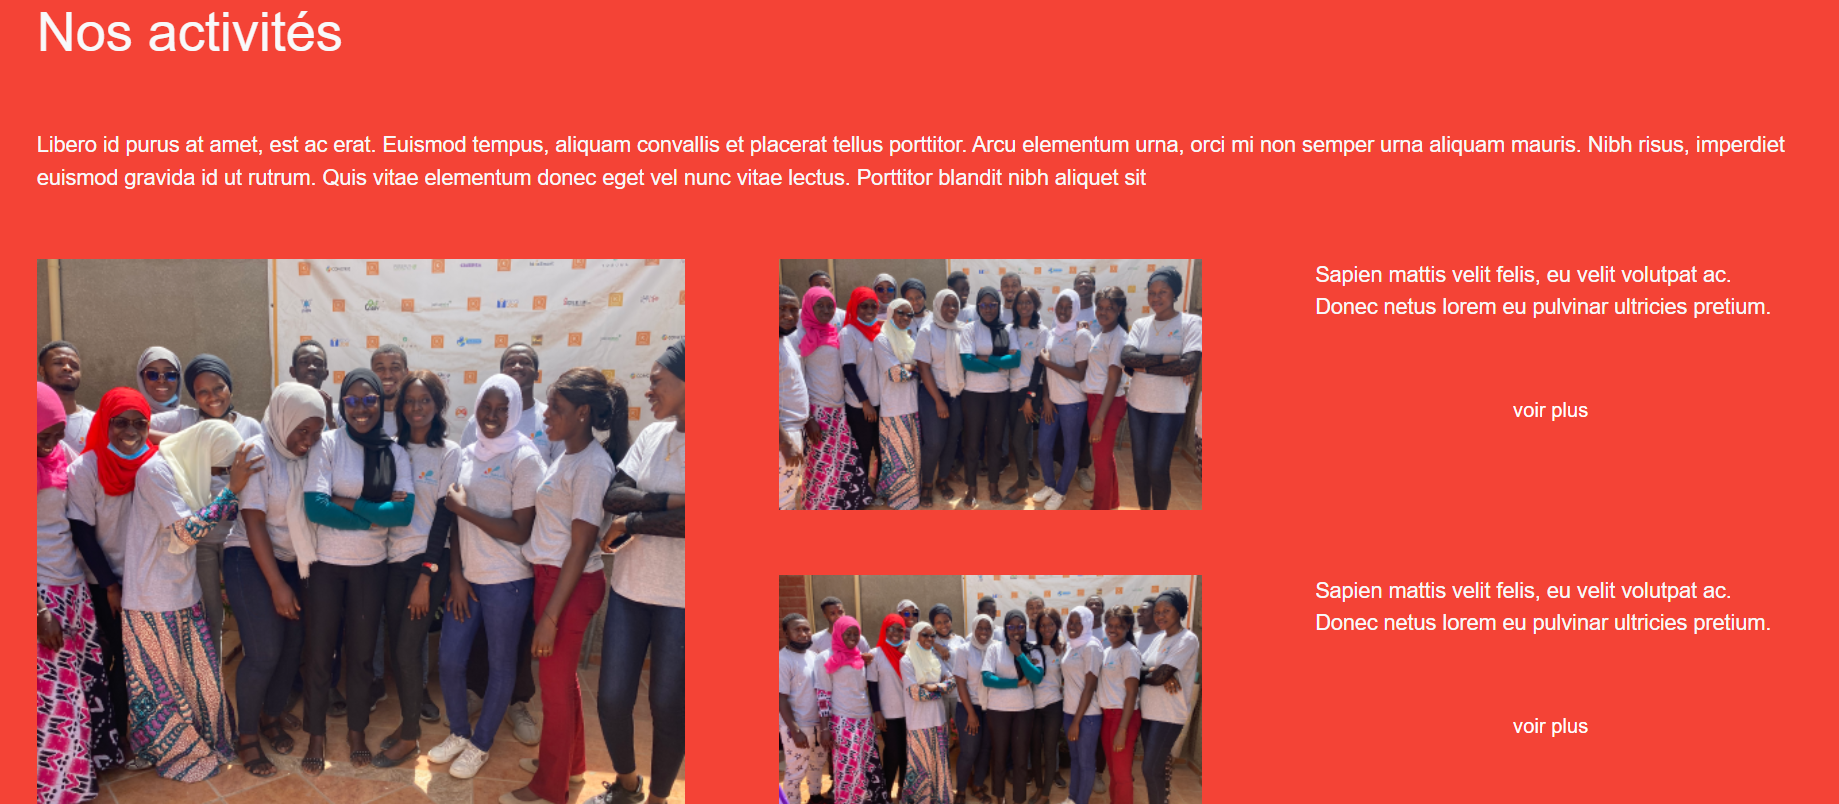 Nos activités
Libero id purus at amet, est ac erat. Euismod tempus, aliquam convallis et placerat tellus porttitor. Arcu elementum urna, orci mi non semper urna aliquam mauris. Nibh risus, imperdiet
euismod gravida id ut rutrum. Quis vitae elementum donec eget vel nunc vitae lectus. Porttitor blandit nibh aliquet sit
Sapien mattis velit felis, eu velit volutpat ac.
Donec netus lorem eu pulvinar ultricies pretium.
voir plus
Sapien mattis velit felis, eu velit volutpat ac.
Donec netus lorem eu pulvinar ultricies pretium.
voir plus